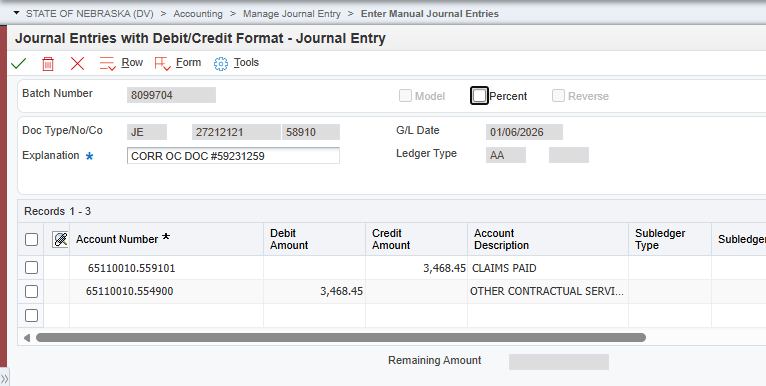 STATE OF NEBRASKA (DV) > Accounting > Manage Journal Entry > Enter Manual Journal Entries
Journal Entries with Debit/Credit Format - Journal Entry
Row Form Tools
Batch Number 8099704 Model Percent Reverse
Doc Type/No/Co JE 27212121 58910 G/L Date 01/06/2026
Explanation * CORR OC DOC #59231259 Ledger Type AA
Records 1 - 3
Account Number * Debit Amount Credit Amount Account Description Subledger Type Subledger
65110010.559101 3,468.45 CLAIMS PAID
65110010.554900 3,468.45 OTHER CONTRACTUAL SERVI...
Remaining Amount